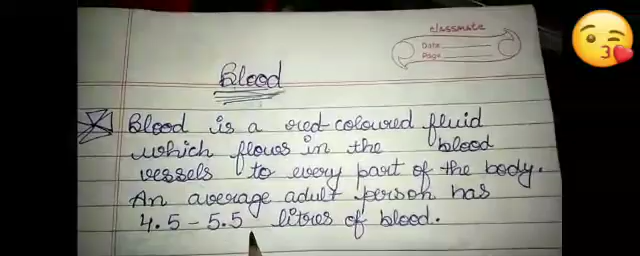 classmate
Date
Page
Blood
Blood is a red coloured fluid
which flows in the blood
vessels to every part of the body.
An average adult person has
4.5 - 5.5 litres of blood.